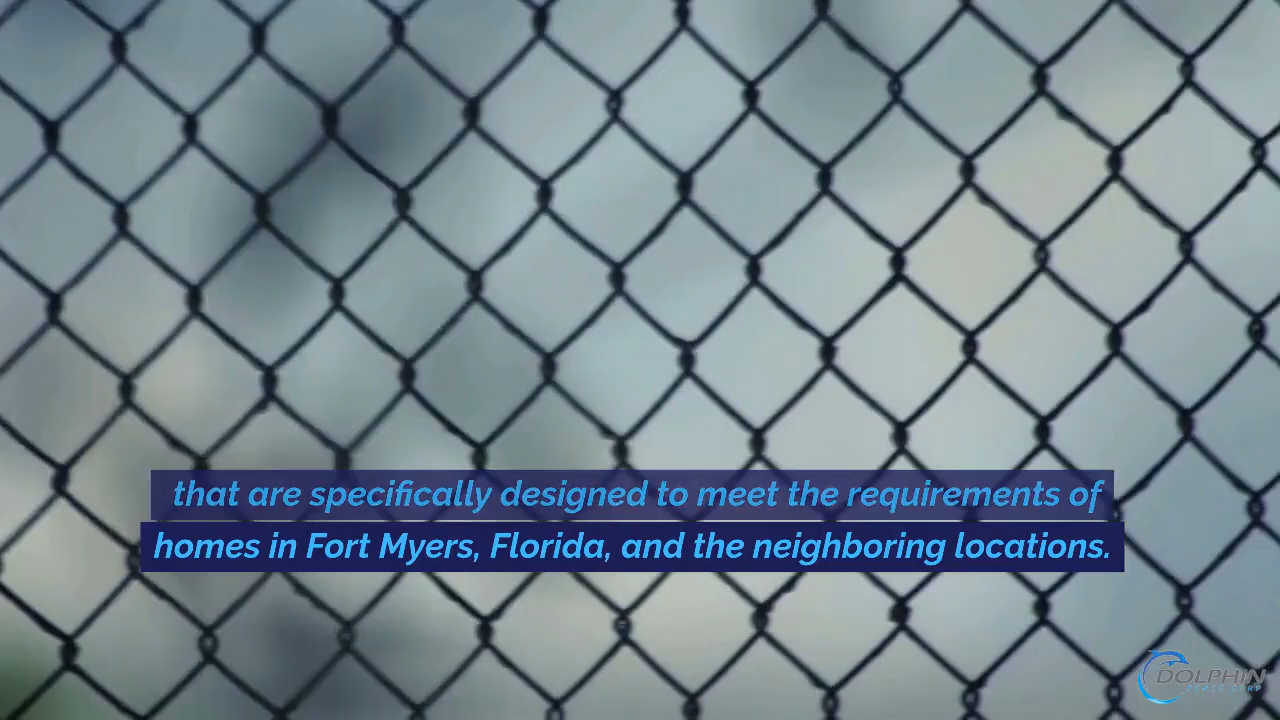 that are specifically designed to meet the requirements of
homes in Fort Myers, Florida, and the neighboring locations.
DOLPHIN